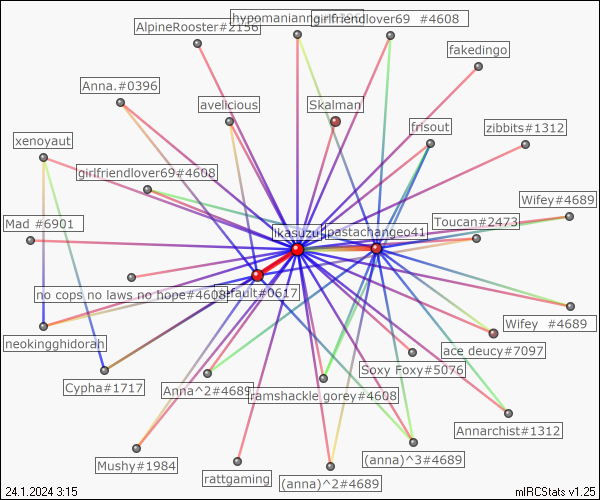 AlpineRooster#2156
hypomaniann
girlfriendlover69 #4608
fakedingo
Anna.#0396
avelicious
Skalman
frisout
zibbits#1312
xenoyaut
girlfriendlover69#4608
Wifey#4689
Mad #6901
Toucan#2473
ikasuzu
pastachangeo41
no cops no laws no hope#4608
efault#0617
Wifey #4689
neokingghidorah
ace deucy#7097
Soxy Foxy#5076
Cypha#1717
Anna^2#4689
ramshackle gorey#4608
Annarchist#1312
Mushy#1984
rattgaming
(anna)^2#4689
(anna)^3#4689
24.1.2024 3:15
mIRCStats v1.25